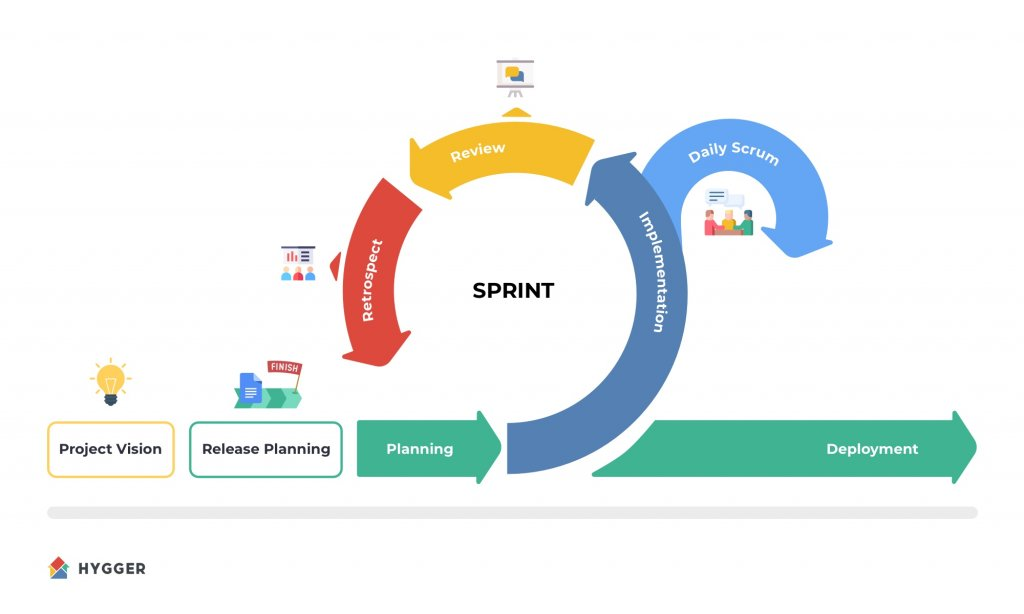 Review
Daily Scrum
Implementation
Retrospect
SPRINT
FINISH
Project Vision
Release Planning
Planning
Deployment
HYGGER